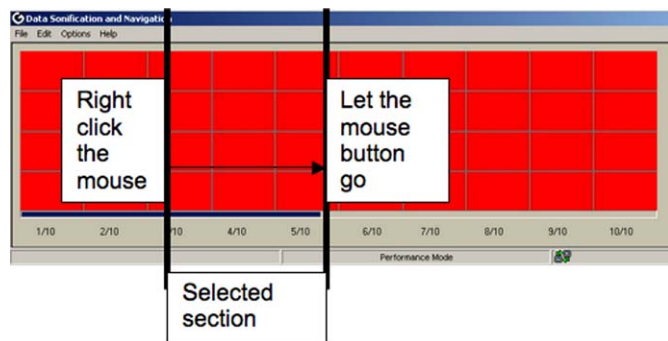 Data Sonification and Navigation
File Edit Options Help
Right
click
the
mouse
Let the
mouse
button
go
1/10 2/10 /10 4/10 5/10 6/10 7/10 8/10 9/10 10/10
Performance Mode
Selected
section